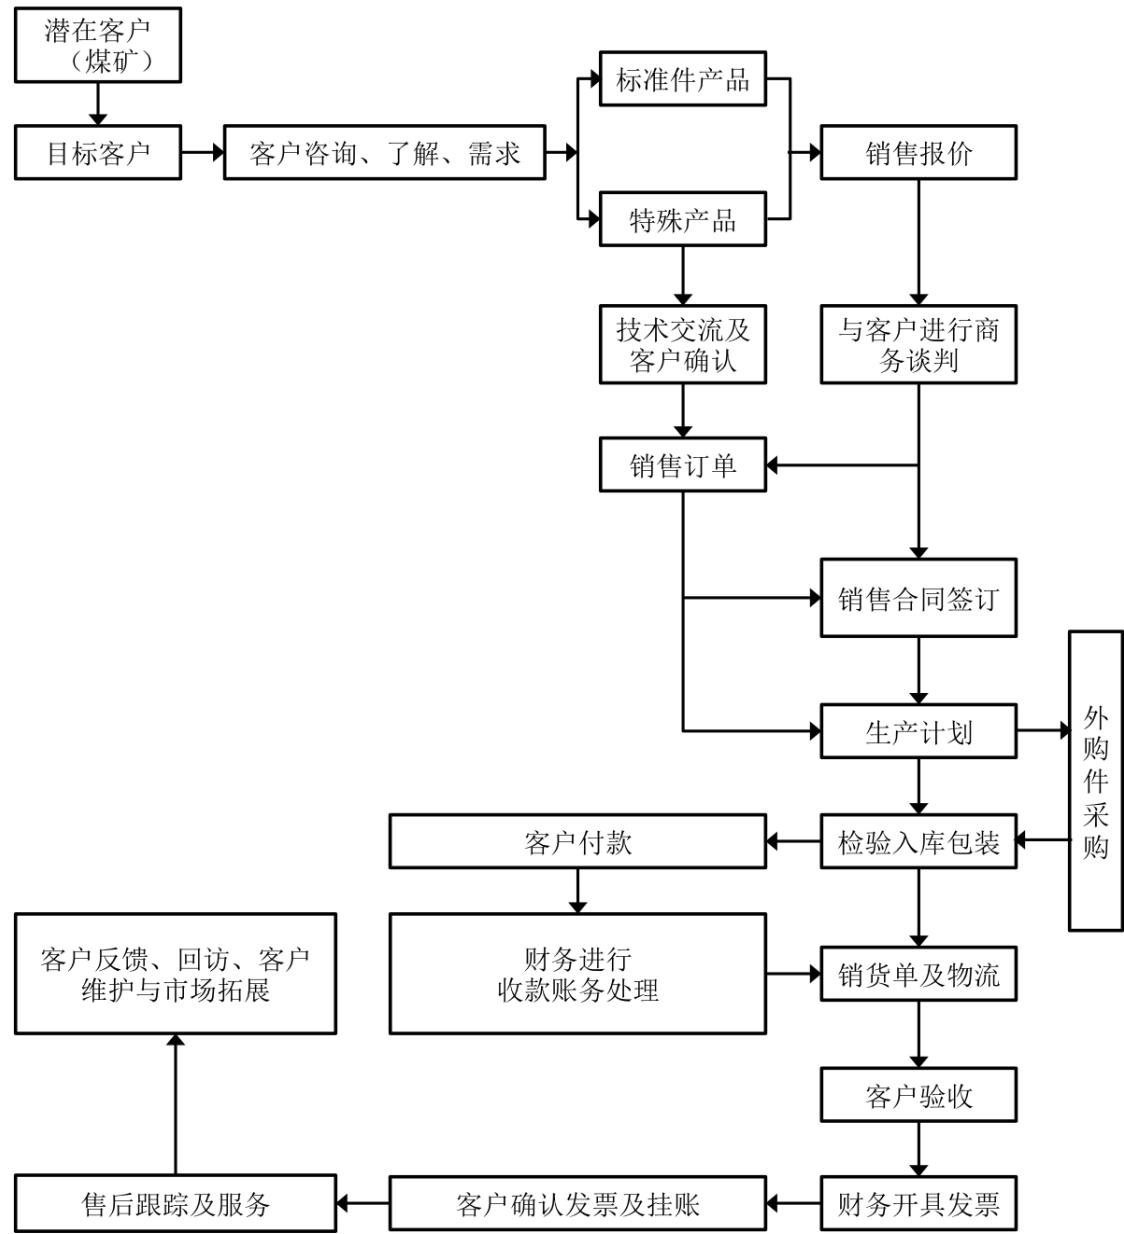 潜在客户
（煤矿）
目标客户
客户咨询、了解、需求
标准件产品
特殊产品
销售报价
技术交流及
客户确认
与客户进行商
务谈判
销售订单
销售合同签订
生产计划
外购件采购
客户付款
检验入库包装
客户反馈、回访、客户
维护与市场拓展
财务进行
收款账务处理
销货单及物流
客户验收
售后跟踪及服务
客户确认发票及挂账
财务开具发票